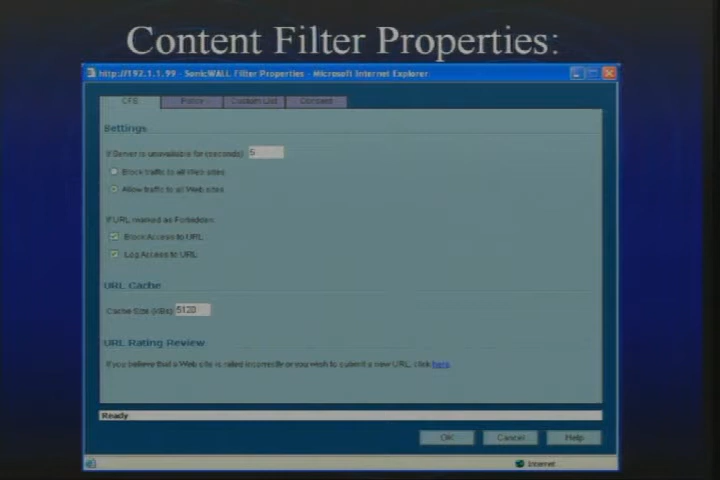 Content Filter Properties:
http://192.1.1.99 - SonicWALL Filter Properties - Microsoft Internet Explorer
CFS Policy Custom List Consent
Settings
If Server is unavailable for (seconds) 5
Block traffic to all Web sites
Allow traffic to all Web sites
If URL marked as Forbidden
Block Access to URL
Log Access to URL
URL Cache
Cache Size (KBs) 5120
URL Rating Review
If you believe that a Web site is rated incorrectly or you wish to submit a new URL, click here.
Ready
OK Cancel Help
Internet